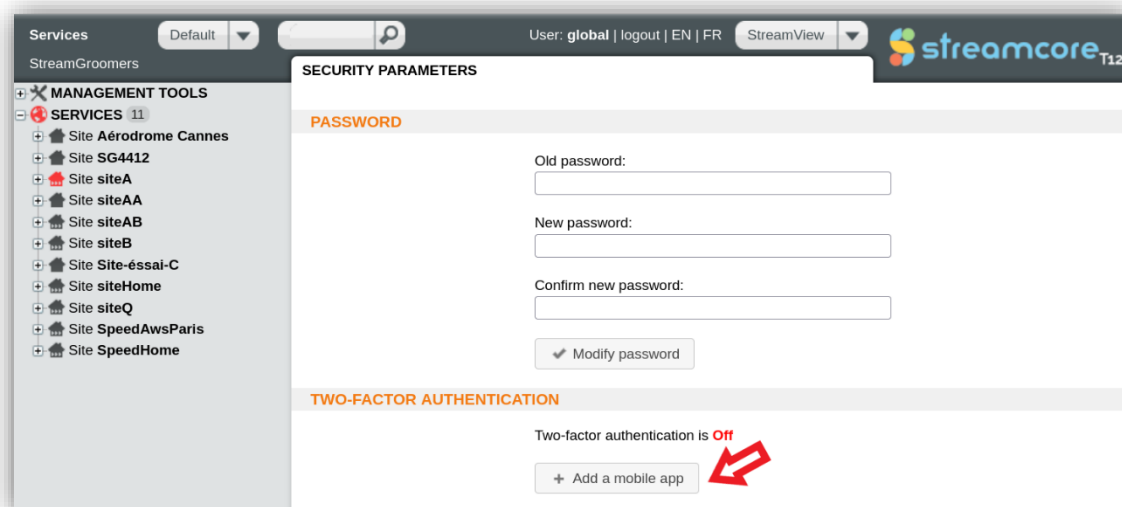 Services Default User: global | logout | EN | FR StreamView streamcore T12
StreamGroomers
SECURITY PARAMETERS
MANAGEMENT TOOLS
SERVICES 11
Site Aérodrome Cannes
Site SG4412
Site siteA
Site siteAA
Site siteAB
Site siteB
Site Site-éssai-C
Site siteHome
Site siteQ
Site SpeedAwsParis
Site SpeedHome
PASSWORD
Old password:
New password:
Confirm new password:
Modify password
TWO-FACTOR AUTHENTICATION
Two-factor authentication is Off
+ Add a mobile app